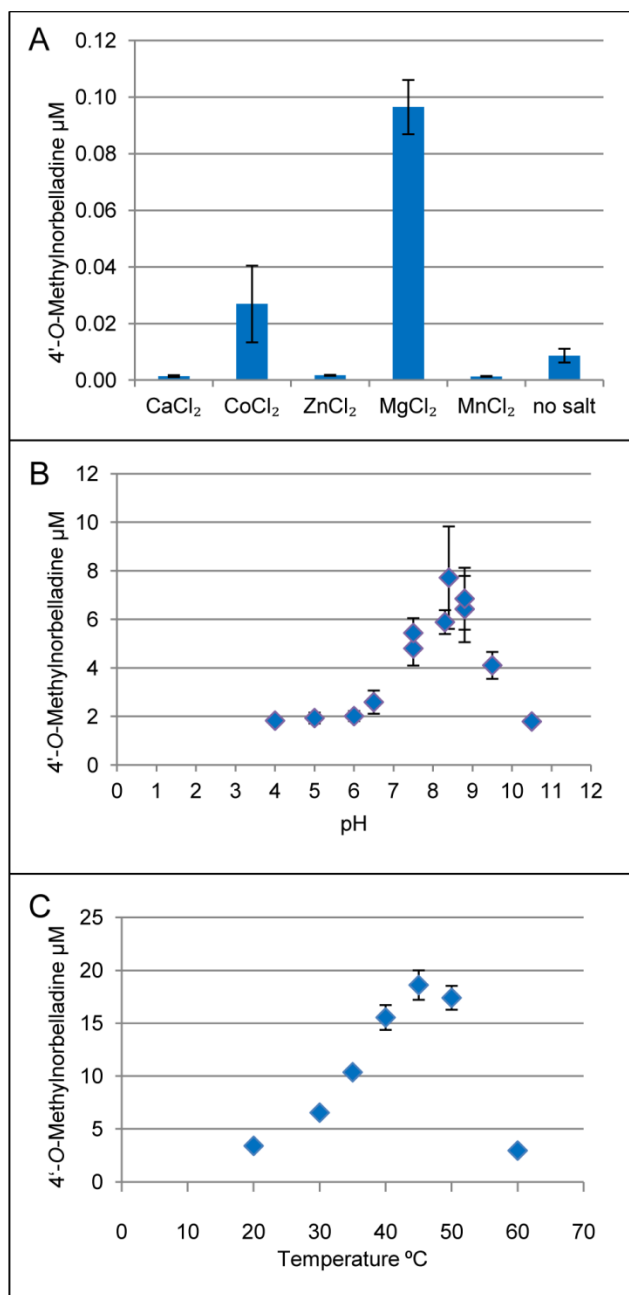 A
4'-O-Methylnorbelladine µM
0.12
0.10
0.08
0.06
0.04
0.02
0.00
CaCl₂ CoCl₂ ZnCl₂ MgCl₂ MnCl₂ no salt
B
4'-O-Methylnorbelladine µM
12
10
8
6
4
2
0
0 1 2 3 4 5 6 7 8 9 10 11 12
pH
C
4'-O-Methylnorbelladine µM
25
20
15
10
5
0
0 10 20 30 40 50 60 70
Temperature ºC